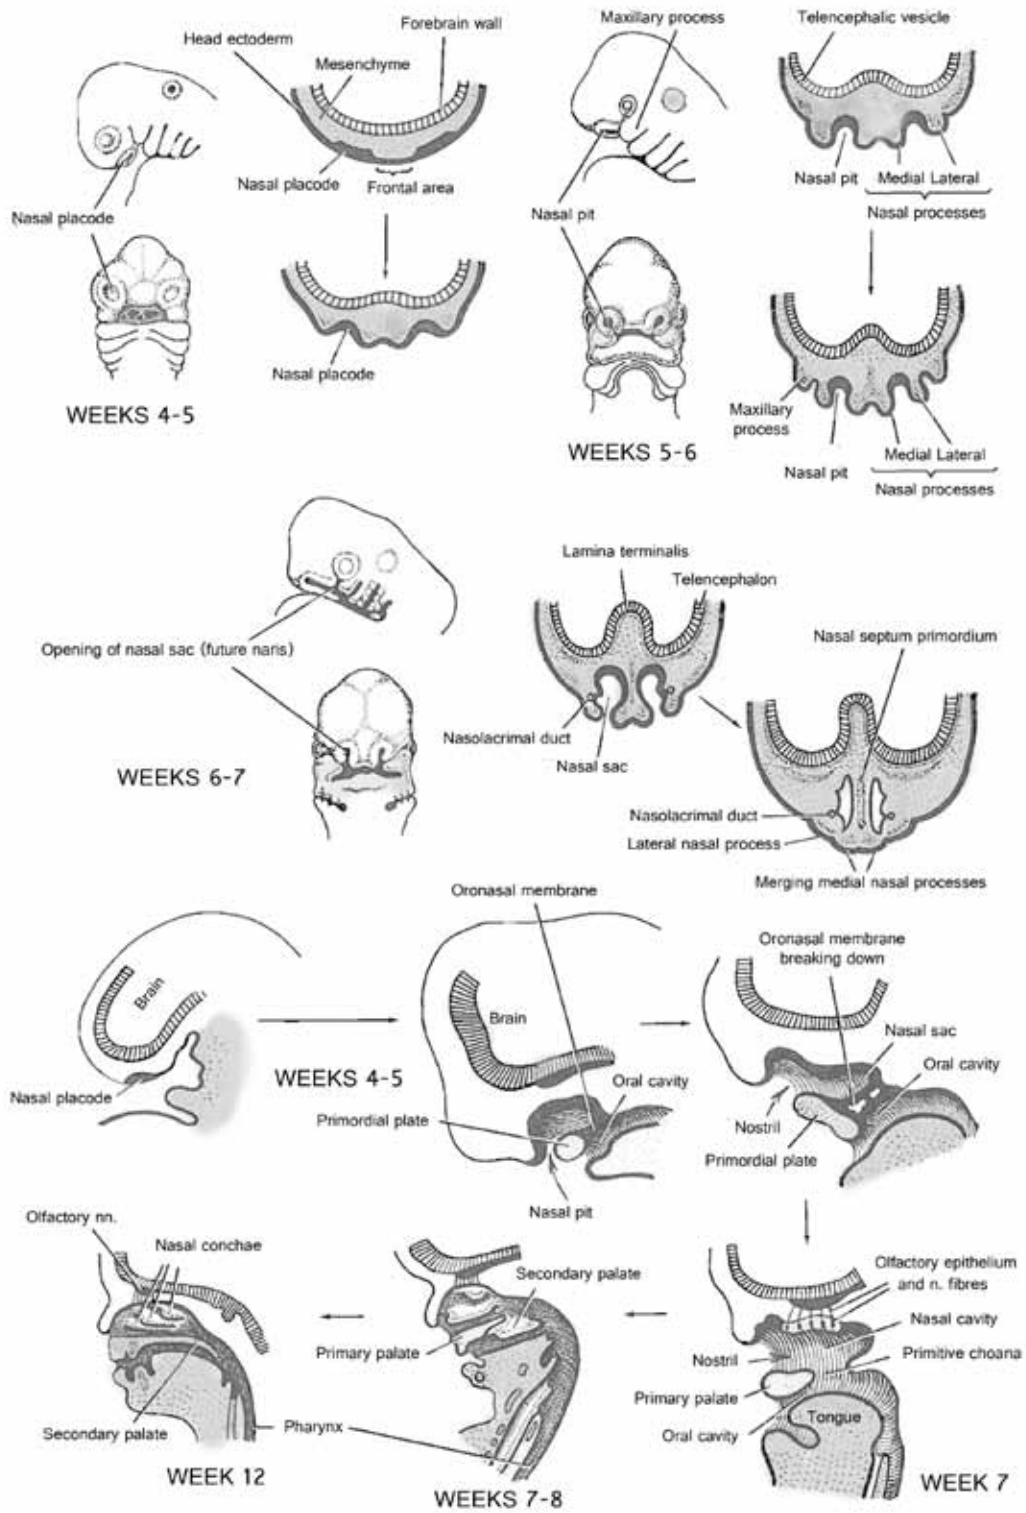 Head ectoderm
Forebrain wall
Mesenchyme
Nasal placode
Frontal area
Nasal placode
Nasal placode
WEEKS 4-5
Maxillary process
Telencephalic vesicle
Nasal pit
Medial Lateral
Nasal processes
Nasal pit
Maxillary
process
Nasal pit
Medial Lateral
Nasal processes
WEEKS 5-6
Opening of nasal sac (future naris)
WEEKS 6-7
Lamina terminalis
Telencephalon
Nasolacrimal duct
Nasal sac
Nasal septum primordium
Nasolacrimal duct
Lateral nasal process
Merging medial nasal processes
Brain
Nasal placode
WEEKS 4-5
Oronasal membrane
Brain
Oral cavity
Primordial plate
Nasal pit
Oronasal membrane
breaking down
Nasal sac
Oral cavity
Nostril
Primordial plate
Olfactory nn.
Nasal conchae
Secondary palate
WEEK 12
Secondary palate
Primary palate
Pharynx
WEEKS 7-8
Olfactory epithelium
and n. fibres
Nasal cavity
Nostril
Primitive choana
Primary palate
Tongue
Oral cavity
WEEK 7